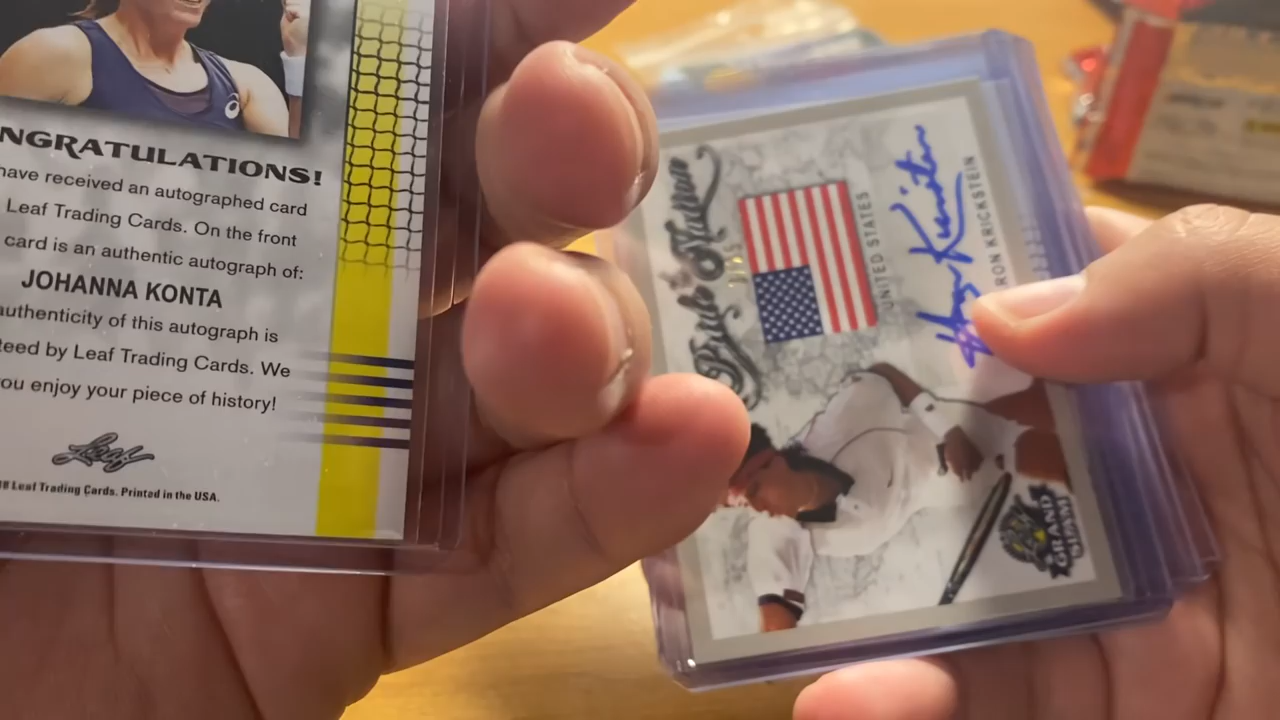 NGRATULATIONS!
have received an autographed card
Leaf Trading Cards. On the front
card is an authentic autograph of:
JOHANNA KONTA
authenticity of this autograph is
teed by Leaf Trading Cards. We
ou enjoy your piece of history!
Leaf
8 Leaf Trading Cards. Printed in the USA.
Pride of Nation
UNITED STATES
RON KRICKSTEIN
GRAND
SLAM